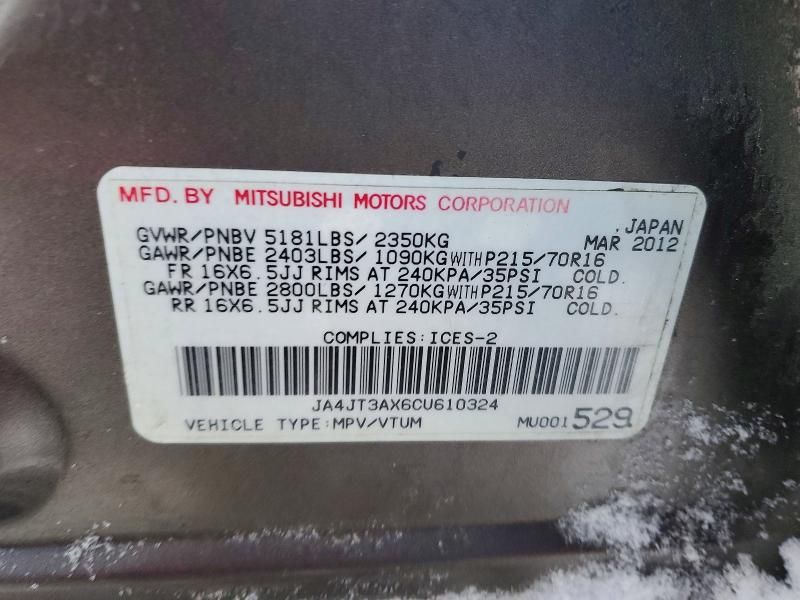 MFD. BY MITSUBISHI MOTORS CORPORATION
JAPAN
GVWR/PNBV 5181LBS/ 2350KG MAR 2012
GAWR/PNBE 2403LBS/ 1090KG WITH P215/70R16
FR 16X6.5JJ RIMS AT 240KPA/35PSI COLD.
GAWR/PNBE 2800LBS/ 1270KG WITH P215/70R16
RR 16X6.5JJ RIMS AT 240KPA/35PSI COLD.
COMPLIES:ICES-2
JA4JT3AX6CU610324
VEHICLE TYPE:MPV/VTUM MU001529